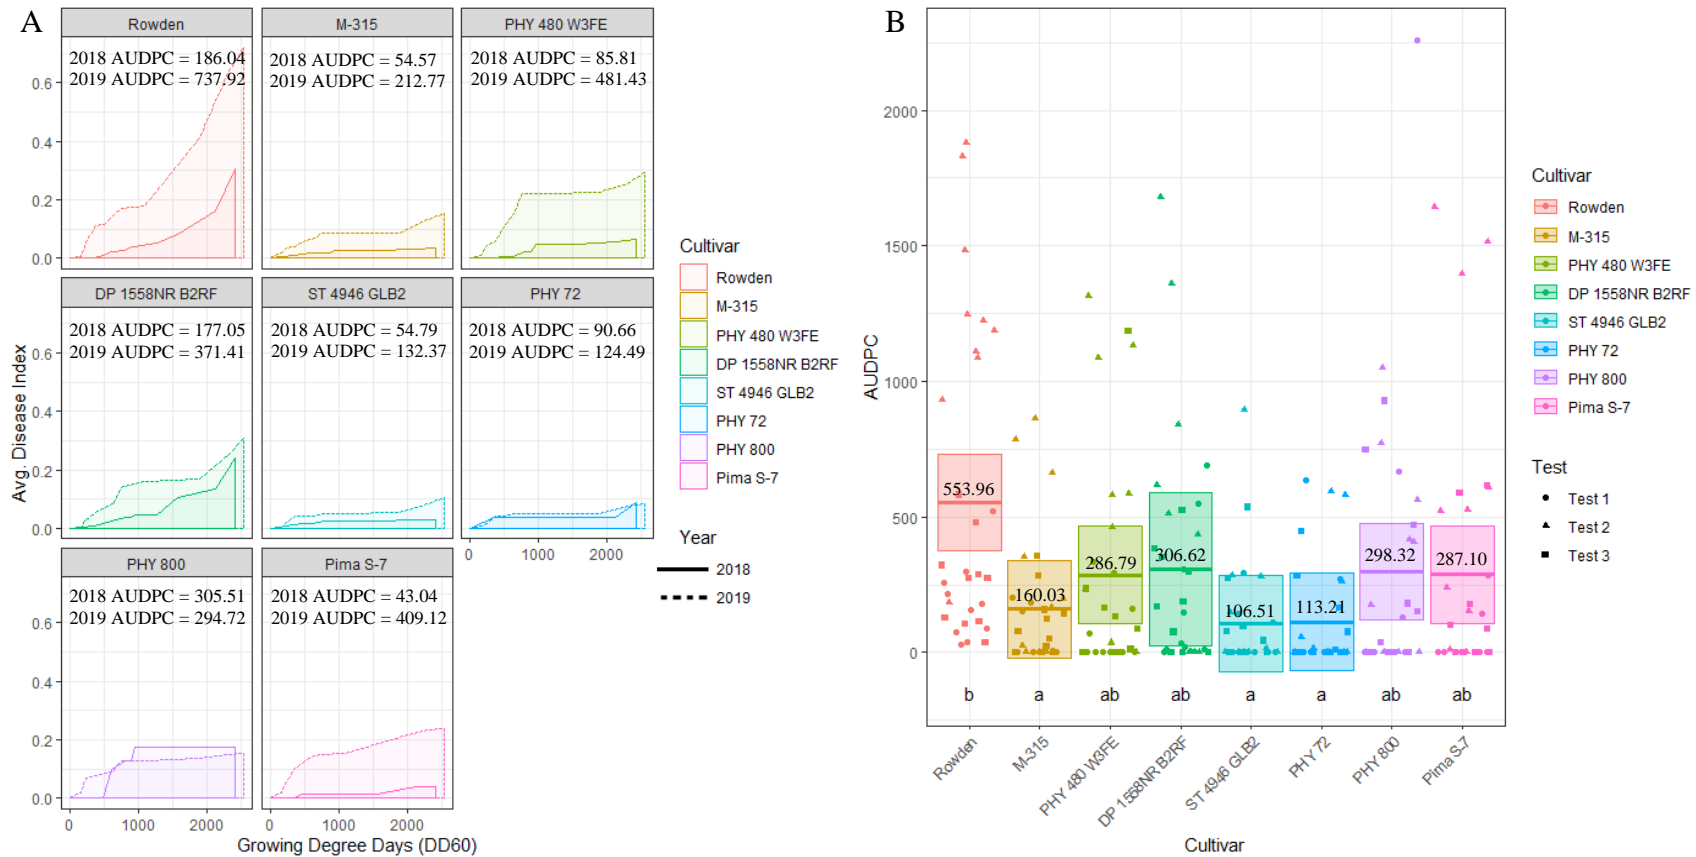 A
Rowden
M-315
PHY 480 W3FE
2018 AUDPC = 186.04
2019 AUDPC = 737.92
2018 AUDPC = 54.57
2019 AUDPC = 212.77
2018 AUDPC = 85.81
2019 AUDPC = 481.43
0.6
0.4
0.2
0.0
DP 1558NR B2RF
ST 4946 GLB2
PHY 72
2018 AUDPC = 177.05
2019 AUDPC = 371.41
2018 AUDPC = 54.79
2019 AUDPC = 132.37
2018 AUDPC = 90.66
2019 AUDPC = 124.49
0.6
0.4
0.2
0.0
Avg. Disease Index
PHY 800
Pima S-7
0
1000
2000
2018 AUDPC = 305.51
2019 AUDPC = 294.72
2018 AUDPC = 43.04
2019 AUDPC = 409.12
0.6
0.4
0.2
0.0
0
1000
2000
0
1000
2000
Growing Degree Days (DD60)
Cultivar
Rowden
M-315
PHY 480 W3FE
DP 1558NR B2RF
ST 4946 GLB2
PHY 72
PHY 800
Pima S-7
Year
2018
2019
B
2000
1500
1000
500
0
AUDPC
553.96
160.03
286.79
306.62
106.51
113.21
298.32
287.10
b
a
ab
ab
a
a
ab
ab
Rowden
M-315
PHY 480 W3FE
DP 1558NR B2RF
ST 4946 GLB2
PHY 72
PHY 800
Pima S-7
Cultivar
Cultivar
Rowden
M-315
PHY 480 W3FE
DP 1558NR B2RF
ST 4946 GLB2
PHY 72
PHY 800
Pima S-7
Test
Test 1
Test 2
Test 3